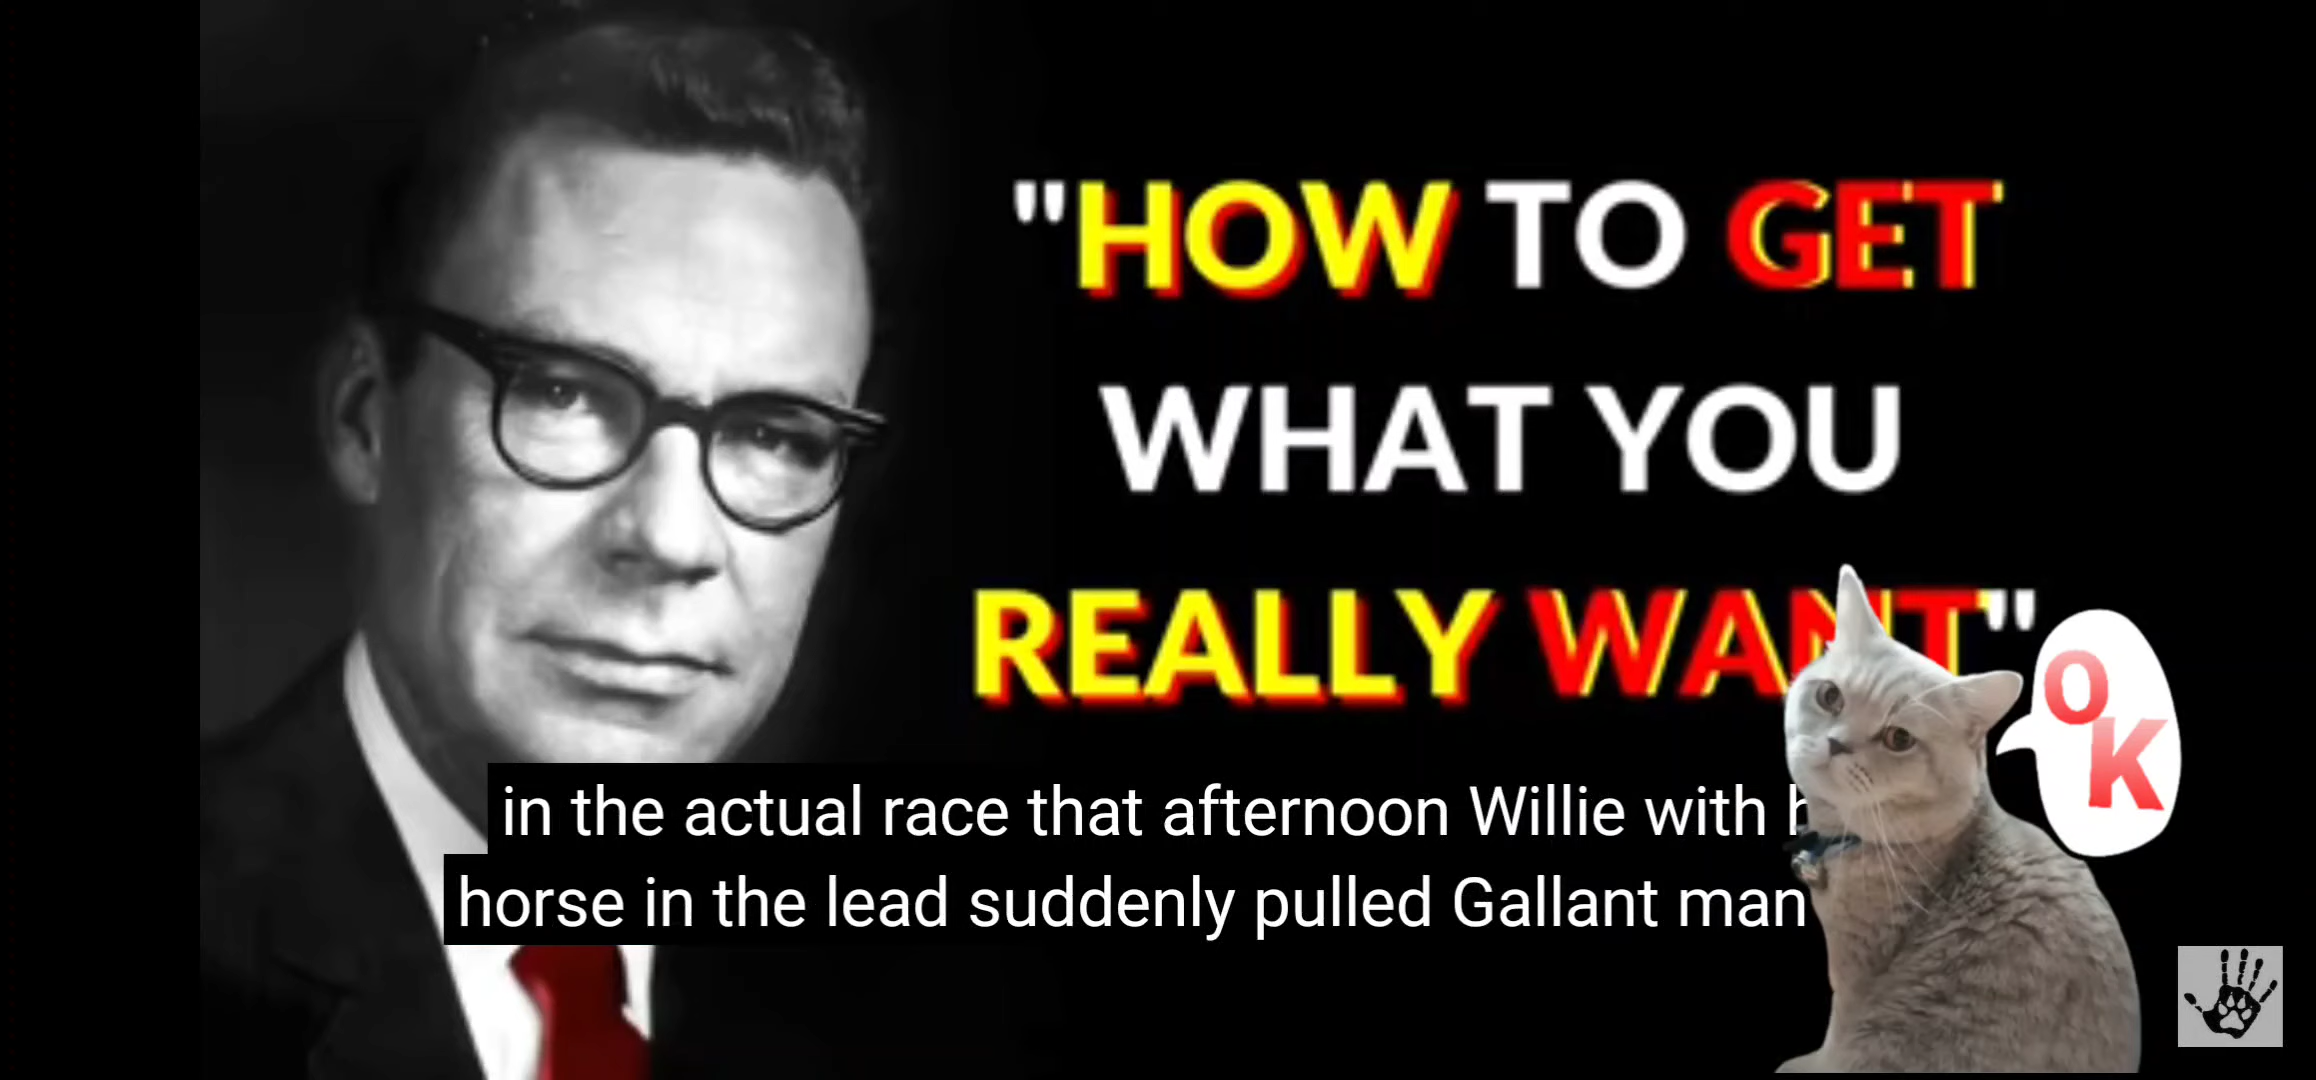 "HOW TO GET
WHAT YOU
REALLY WANT"
OK
in the actual race that afternoon Willie with
horse in the lead suddenly pulled Gallant man